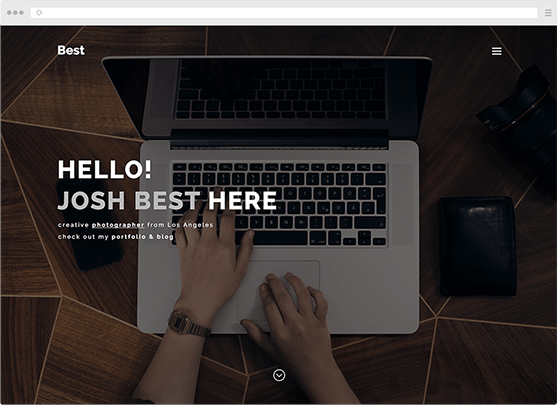 Best
HELLO!
JOSH BEST HERE
creative photographer from Los Angeles
check out my portfolio & blog